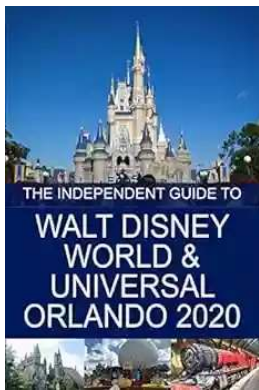 THE INDEPENDENT GUIDE TO
WALT DISNEY
WORLD &
UNIVERSAL
ORLANDO 2020